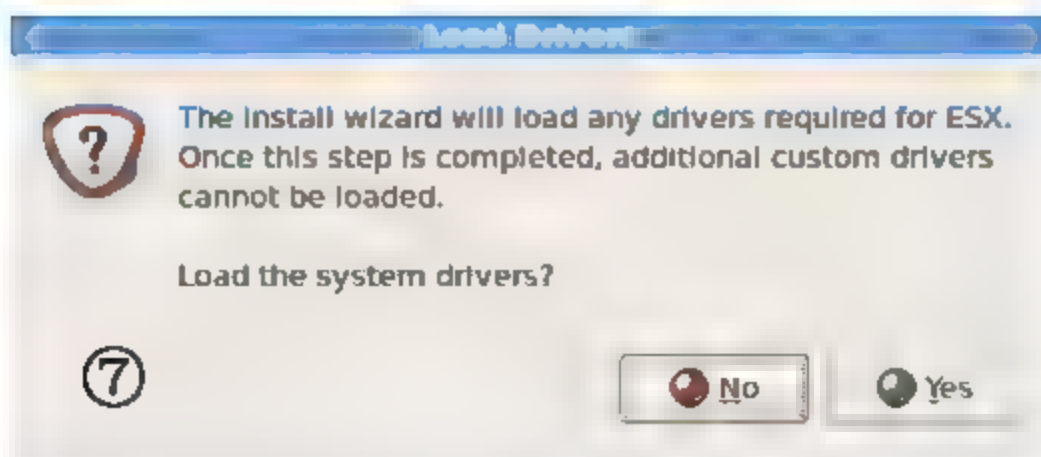 Load Drivers
The install wizard will load any drivers required for ESX.
Once this step is completed, additional custom drivers
cannot be loaded.
Load the system drivers?
⑦
No
Yes